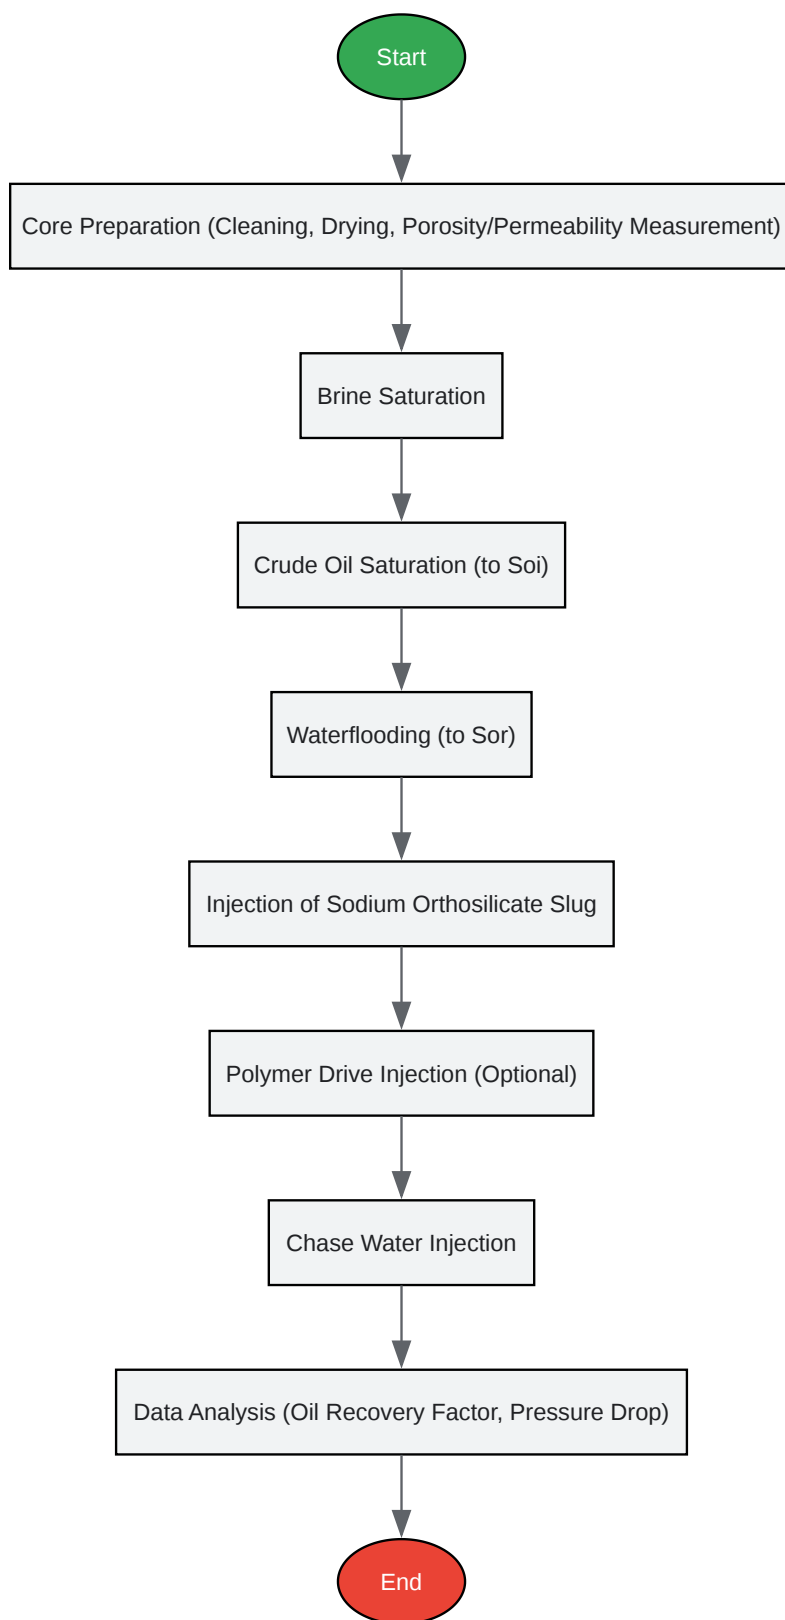 Start
Core Preparation (Cleaning, Drying, Porosity/Permeability Measurement)
Brine Saturation
Crude Oil Saturation (to Soi)
Waterflooding (to Sor)
Injection of Sodium Orthosilicate Slug
Polymer Drive Injection (Optional)
Chase Water Injection
Data Analysis (Oil Recovery Factor, Pressure Drop)
End